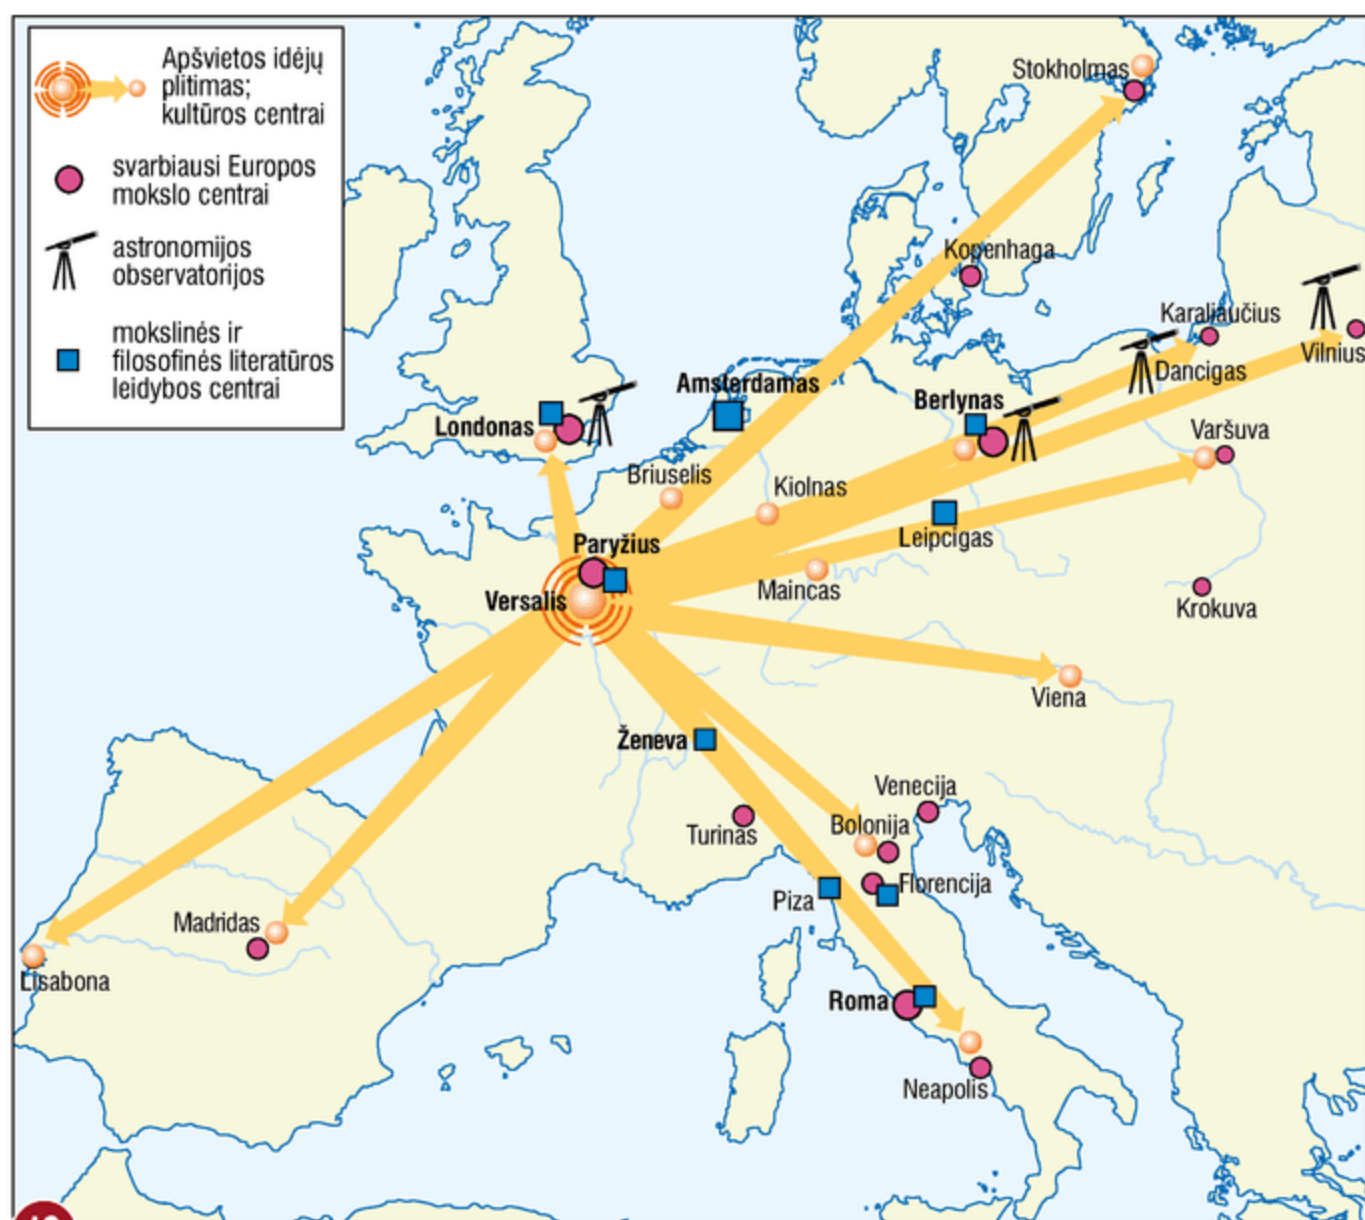 Apšvietos idėjų
plitimas;
kultūros centrai
svarbiausi Europos
mokslo centrai
astronomijos
observatorijos
mokslinės ir
filosofinės literatūros
leidybos centrai
Stokholmas
Kopenhaga
Karaliaučius
Vilnius
Dancigas
Amsterdamas
Berlynas
Londonas
Varšuva
Briuselis
Kiolnas
Leipcigas
Paryžius
Maincas
Versalis
Krokuva
Viena
Ženeva
Venecija
Turinas
Bolonija
Florencija
Piza
Madridas
Lisabona
Roma
Neapolis